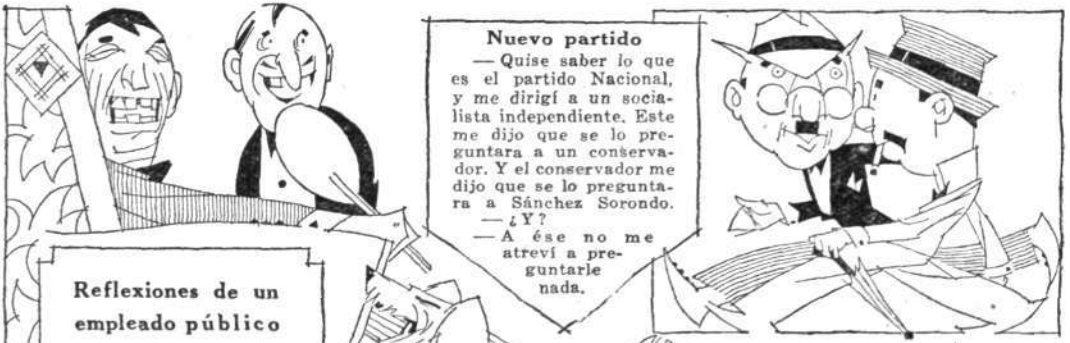 Nuevo partido
— Quise saber lo que
es el partido Nacional,
y me dirigí a un socia-
lista independiente. Este
me dijo que se lo pre-
guntara a un conserva-
dor. Y el conservador me
dijo que se lo pregunta-
ra a Sánchez Sorondo.
— ¿Y?
— A ése no me
atreví a pre-
guntarle
nada.
Reflexiones de un
empleado público